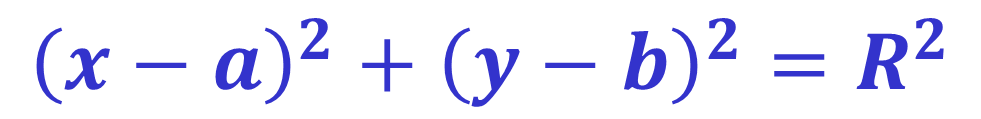 (x − a)² + (y − b)² = R²